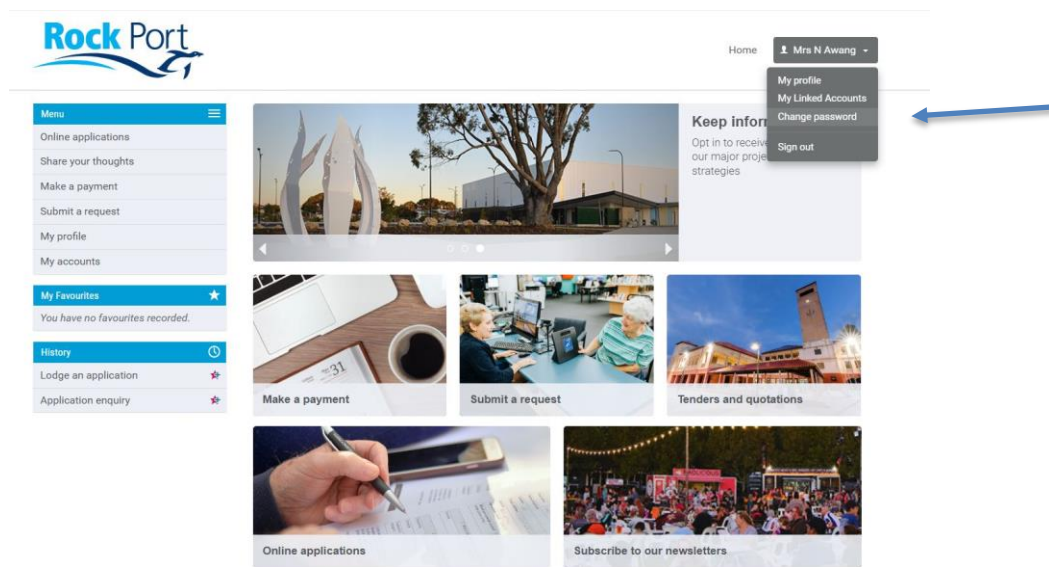 Rock Port
Home
Mrs N Awang
My profile
My Linked Accounts
Change password
Sign out
Menu
Online applications
Share your thoughts
Make a payment
Submit a request
My profile
My accounts
My Favourites
You have no favourites recorded.
History
Lodge an application
Application enquiry
Keep infor
Opt in to receive
our major proje
strategies
31
Make a payment
Submit a request
Tenders and quotations
Online applications
Subscribe to our newsletters